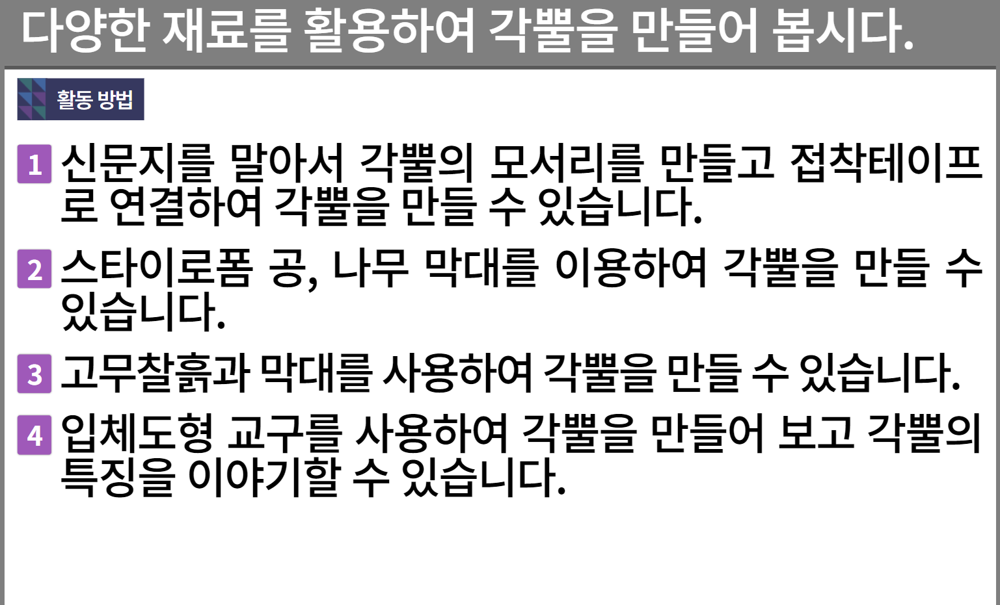 다양한 재료를 활용하여 각뿔을 만들어 봅시다.
활동 방법
1 신문지를 말아서 각뿔의 모서리를 만들고 접착테이프
로 연결하여 각뿔을 만들 수 있습니다.
2 스타이로폼 공, 나무 막대를 이용하여 각뿔을 만들 수
있습니다.
3 고무찰흙과 막대를 사용하여 각뿔을 만들 수 있습니다.
4 입체도형 교구를 사용하여 각뿔을 만들어 보고 각뿔의
특징을 이야기할 수 있습니다.